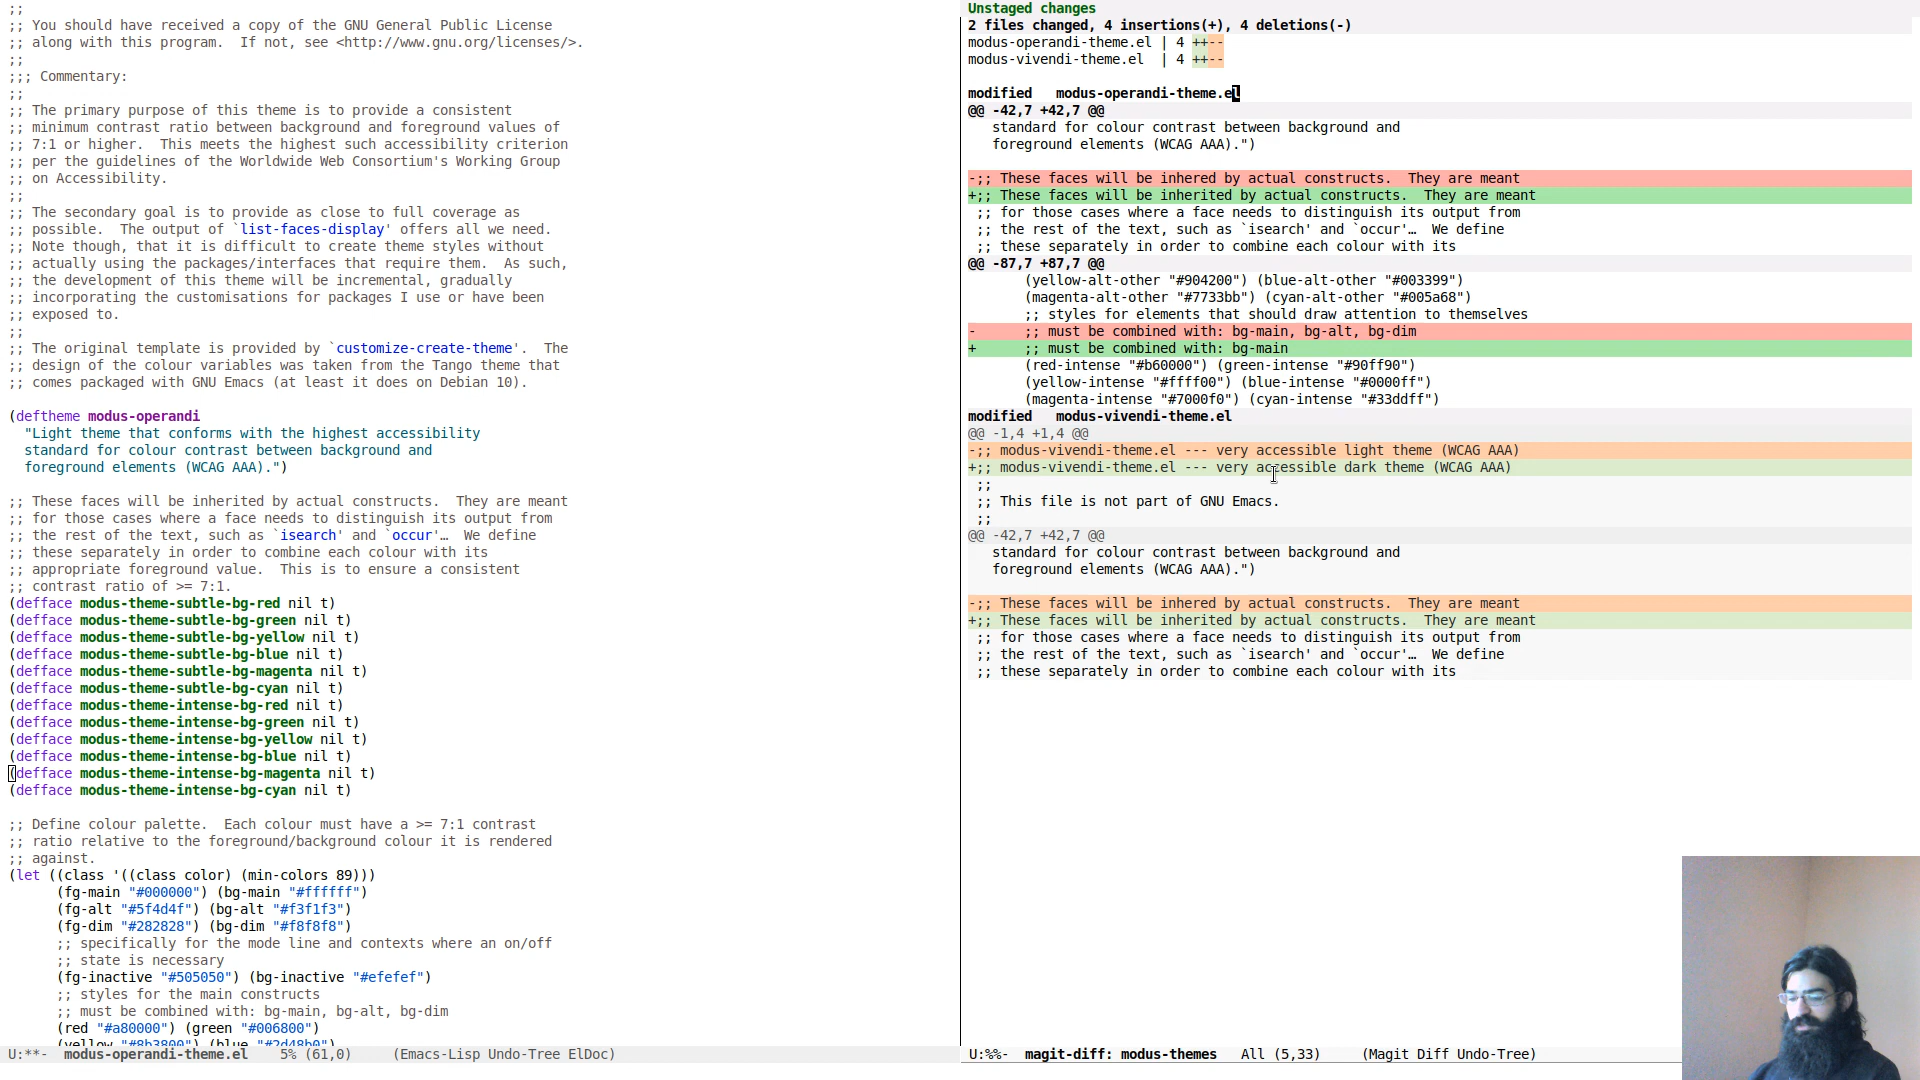 ;;
;; You should have received a copy of the GNU General Public License
;; along with this program.  If not, see <http://www.gnu.org/licenses/>.
;;
;;; Commentary:
;;
;; The primary purpose of this theme is to provide a consistent
;; minimum contrast ratio between background and foreground values of
;; 7:1 or higher.  This meets the highest such accessibility criterion
;; per the guidelines of the Worldwide Web Consortium's Working Group
;; on Accessibility.
;;
;; The secondary goal is to provide as close to full coverage as
;; possible.  The output of `list-faces-display' offers all we need.
;; Note though, that it is difficult to create theme styles without
;; actually using the packages/interfaces that require them.  As such,
;; the development of this theme will be incremental, gradually
;; incorporating the customisations for packages I use or have been
;; exposed to.
;;
;; The original template is provided by `customize-create-theme'.  The
;; design of the colour variables was taken from the Tango theme that
;; comes packaged with GNU Emacs (at least it does on Debian 10).

(deftheme modus-operandi
  "Light theme that conforms with the highest accessibility
  standard for colour contrast between background and
  foreground elements (WCAG AAA).")

;; These faces will be inherited by actual constructs.  They are meant
;; for those cases where a face needs to distinguish its output from
;; the rest of the text, such as `isearch' and `occur'…  We define
;; these separately in order to combine each colour with its
;; appropriate foreground value.  This is to ensure a consistent
;; contrast ratio of >= 7:1.
(defface modus-theme-subtle-bg-red nil t)
(defface modus-theme-subtle-bg-green nil t)
(defface modus-theme-subtle-bg-yellow nil t)
(defface modus-theme-subtle-bg-blue nil t)
(defface modus-theme-subtle-bg-magenta nil t)
(defface modus-theme-subtle-bg-cyan nil t)
(defface modus-theme-intense-bg-red nil t)
(defface modus-theme-intense-bg-green nil t)
(defface modus-theme-intense-bg-yellow nil t)
(defface modus-theme-intense-bg-blue nil t)
(defface modus-theme-intense-bg-magenta nil t)
(defface modus-theme-intense-bg-cyan nil t)

;; Define colour palette.  Each colour must have a >= 7:1 contrast
;; ratio relative to the foreground/background colour it is rendered
;; against.
(let ((class '((class color) (min-colors 89)))
      (fg-main "#000000") (bg-main "#ffffff")
      (fg-alt "#5f4d4f") (bg-alt "#f3f1f3")
      (fg-dim "#282828") (bg-dim "#f8f8f8")
      ;; specifically for the mode line and contexts where an on/off
      ;; state is necessary
      (fg-inactive "#505050") (bg-inactive "#efefef")
      ;; styles for the main constructs
      ;; must be combined with: bg-main, bg-alt, bg-dim
      (red "#a80000") (green "#006800")
      (yellow "#8b3800") (blue "#2d48b0")
U:**-  modus-operandi-theme.el    5% (61,0)     (Emacs-Lisp Undo-Tree ElDoc)
Unstaged changes
2 files changed, 4 insertions(+), 4 deletions(-)
modus-operandi-theme.el | 4 ++--
modus-vivendi-theme.el  | 4 ++--

modified   modus-operandi-theme.el
@@ -42,7 +42,7 @@
   standard for colour contrast between background and
   foreground elements (WCAG AAA).")

-;; These faces will be inhered by actual constructs.  They are meant
+;; These faces will be inherited by actual constructs.  They are meant
 ;; for those cases where a face needs to distinguish its output from
 ;; the rest of the text, such as `isearch' and `occur'…  We define
 ;; these separately in order to combine each colour with its
@@ -87,7 +87,7 @@
       (yellow-alt-other "#904200") (blue-alt-other "#003399")
       (magenta-alt-other "#7733bb") (cyan-alt-other "#005a68")
       ;; styles for elements that should draw attention to themselves
-      ;; must be combined with: bg-main, bg-alt, bg-dim
+      ;; must be combined with: bg-main
       (red-intense "#b60000") (green-intense "#90ff90")
       (yellow-intense "#ffff00") (blue-intense "#0000ff")
       (magenta-intense "#7000f0") (cyan-intense "#33ddff")
modified   modus-vivendi-theme.el
@@ -1,4 +1,4 @@
-;; modus-vivendi-theme.el --- very accessible light theme (WCAG AAA)
+;; modus-vivendi-theme.el --- very accessible dark theme (WCAG AAA)
 ;;
 ;; This file is not part of GNU Emacs.
 ;;
@@ -42,7 +42,7 @@
   standard for colour contrast between background and
   foreground elements (WCAG AAA).")

-;; These faces will be inhered by actual constructs.  They are meant
+;; These faces will be inherited by actual constructs.  They are meant
 ;; for those cases where a face needs to distinguish its output from
 ;; the rest of the text, such as `isearch' and `occur'…  We define
 ;; these separately in order to combine each colour with its
U:%%-  magit-diff: modus-themes   All (5,33)     (Magit Diff Undo-Tree)